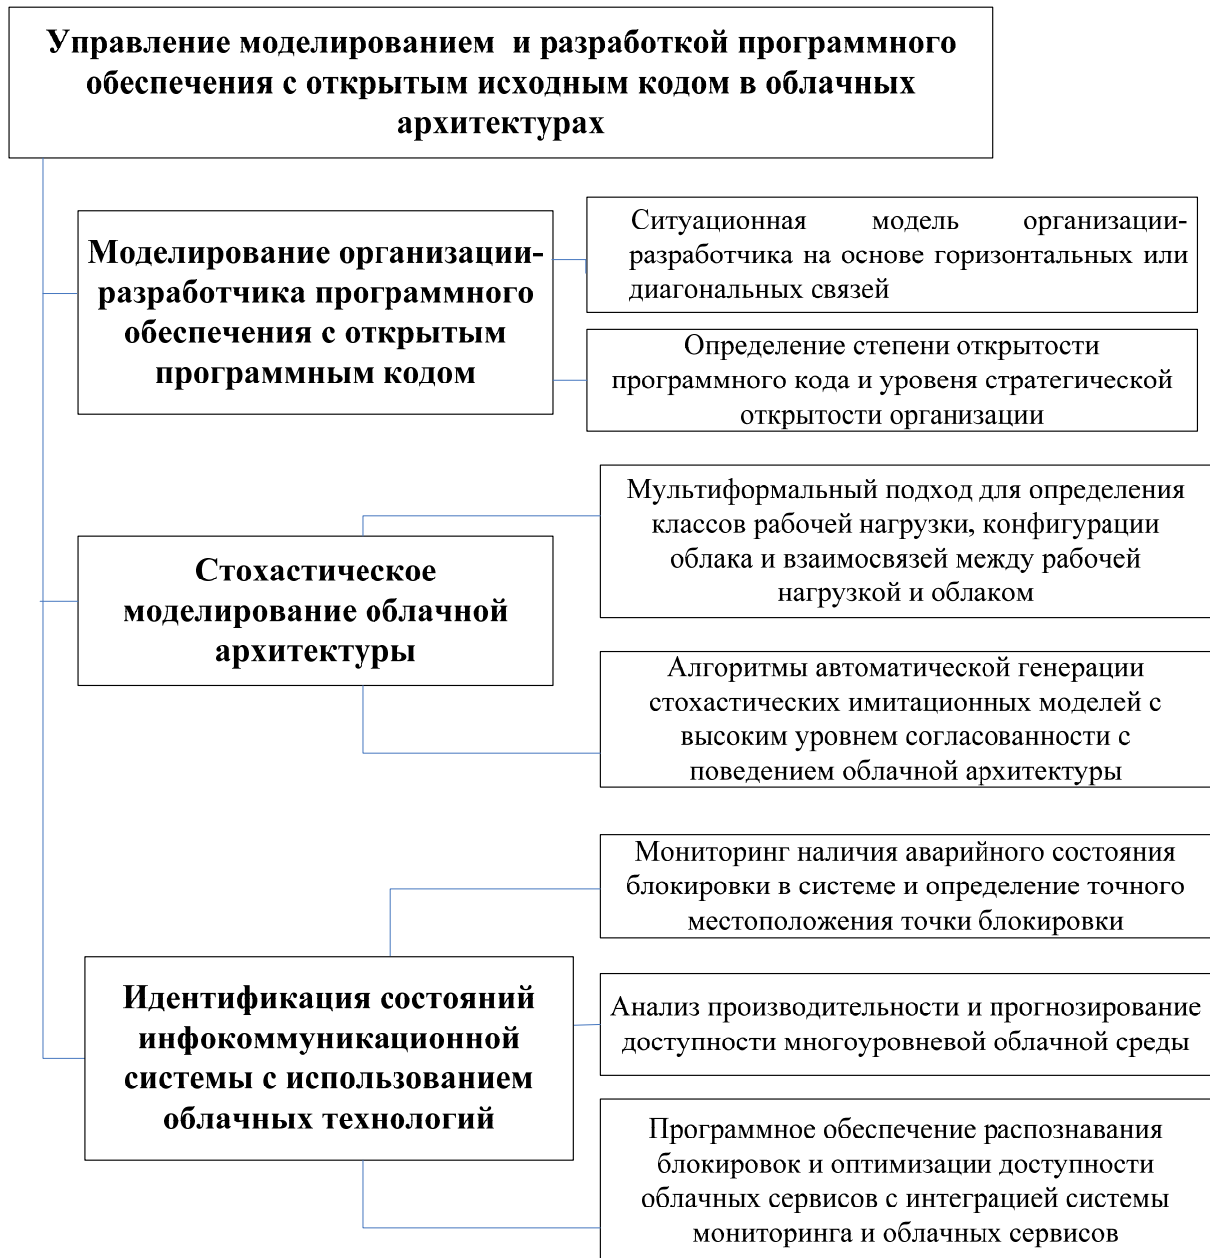 Управление моделированием и разработкой программного
обеспечения с открытым исходным кодом в облачных
архитектурах
Моделирование организации-
разработчика программного
обеспечения с открытым
программным кодом
Ситуационная модель организации-
разработчика на основе горизонтальных или
диагональных связей
Определение степени открытости
программного кода и уровеня стратегической
открытости организации
Стохастическое
моделирование облачной
архитектуры
Мультиформальный подход для определения
классов рабочей нагрузки, конфигурации
облака и взаимосвязей между рабочей
нагрузкой и облаком
Алгоритмы автоматической генерации
стохастических имитационных моделей с
высоким уровнем согласованности с
поведением облачной архитектуры
Идентификация состояний
инфокоммуникационной
системы с использованием
облачных технологий
Мониторинг наличия аварийного состояния
блокировки в системе и определение точного
местоположения точки блокировки
Анализ производительности и прогнозирование
доступности многоуровневой облачной среды
Программное обеспечение распознавания
блокировок и оптимизации доступности
облачных сервисов с интеграцией системы
мониторинга и облачных сервисов